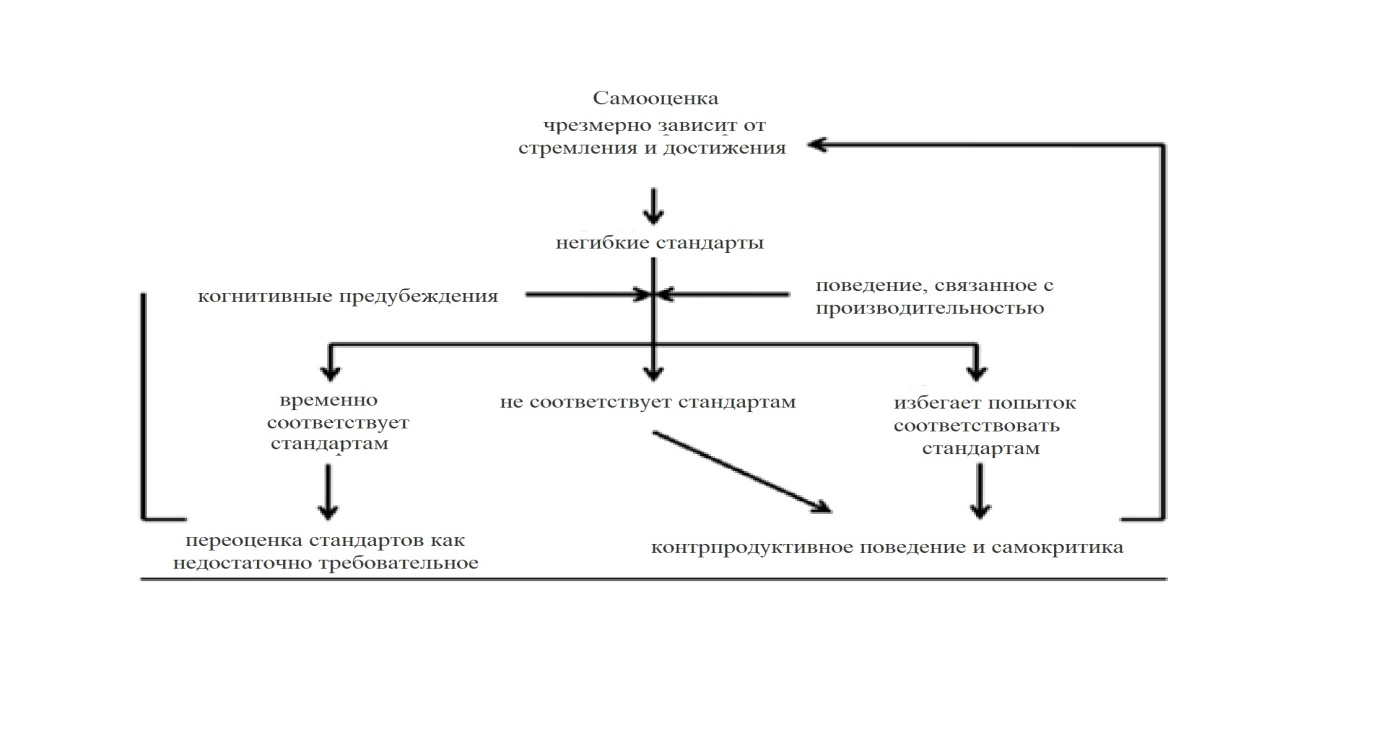 Самооценка
чрезмерно зависит от
стремления и достижения
негибкие стандарты
когнитивные предубеждения
поведение, связанное с
производительностью
временно
соответствует
стандартам
не соответствует стандартам
избегает попыток
соответствовать
стандартам
переоценка стандартов как
недостаточно требовательное
контрпродуктивное поведение и самокритика